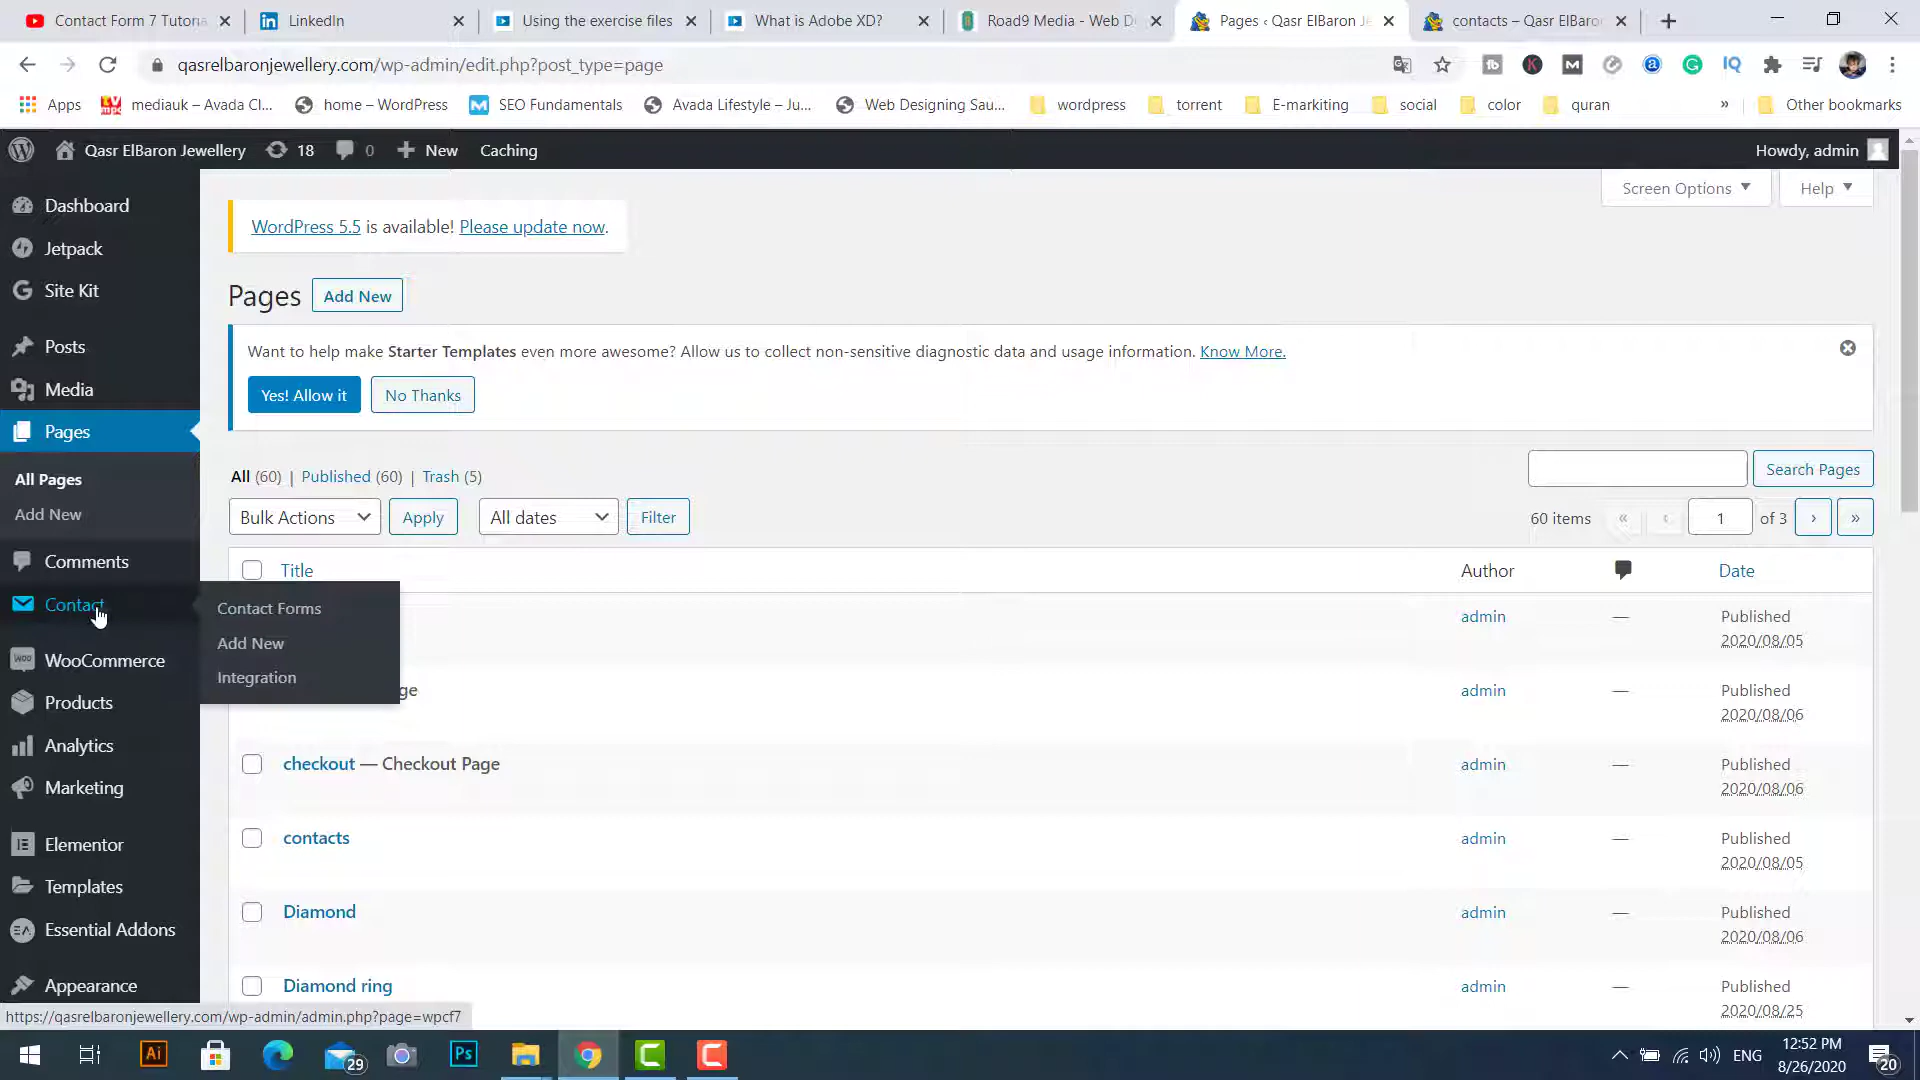 Contact Form 7 Tutoria
LinkedIn
Using the exercise files
What is Adobe XD?
Road9 Media - Web D
Pages ‹ Qasr ElBaron Je
contacts – Qasr ElBaro
qasrelbaronjewellery.com/wp-admin/edit.php?post_type=page
Apps
mediauk – Avada Cl...
home – WordPress
SEO Fundamentals
Avada Lifestyle – Ju...
Web Designing Sau...
wordpress
torrent
E-markiting
social
color
quran
»
Other bookmarks
Qasr ElBaron Jewellery
18
0
New
Caching
Howdy, admin
Dashboard
Jetpack
Site Kit
Posts
Media
Pages
All Pages
Add New
Comments
Contact
WooCommerce
Products
Analytics
Marketing
Elementor
Templates
Essential Addons
Appearance
Contact Forms
Add New
Integration
Screen Options
Help
WordPress 5.5 is available! Please update now.
Pages
Add New
Want to help make Starter Templates even more awesome? Allow us to collect non-sensitive diagnostic data and usage information. Know More.
Yes! Allow it
No Thanks
All (60) | Published (60) | Trash (5)
Search Pages
Bulk Actions
Apply
All dates
Filter
60 items
«
‹
1
of 3
›
»
Title
Author
Date
admin
—
Published
2020/08/05
ge
admin
—
Published
2020/08/06
checkout — Checkout Page
admin
—
Published
2020/08/06
contacts
admin
—
Published
2020/08/05
Diamond
admin
—
Published
2020/08/06
Diamond ring
admin
—
Published
2020/08/25
https://qasrelbaronjewellery.com/wp-admin/admin.php?page=wpcf7
Ai
29
Ps
ENG
12:52 PM
8/26/2020
20